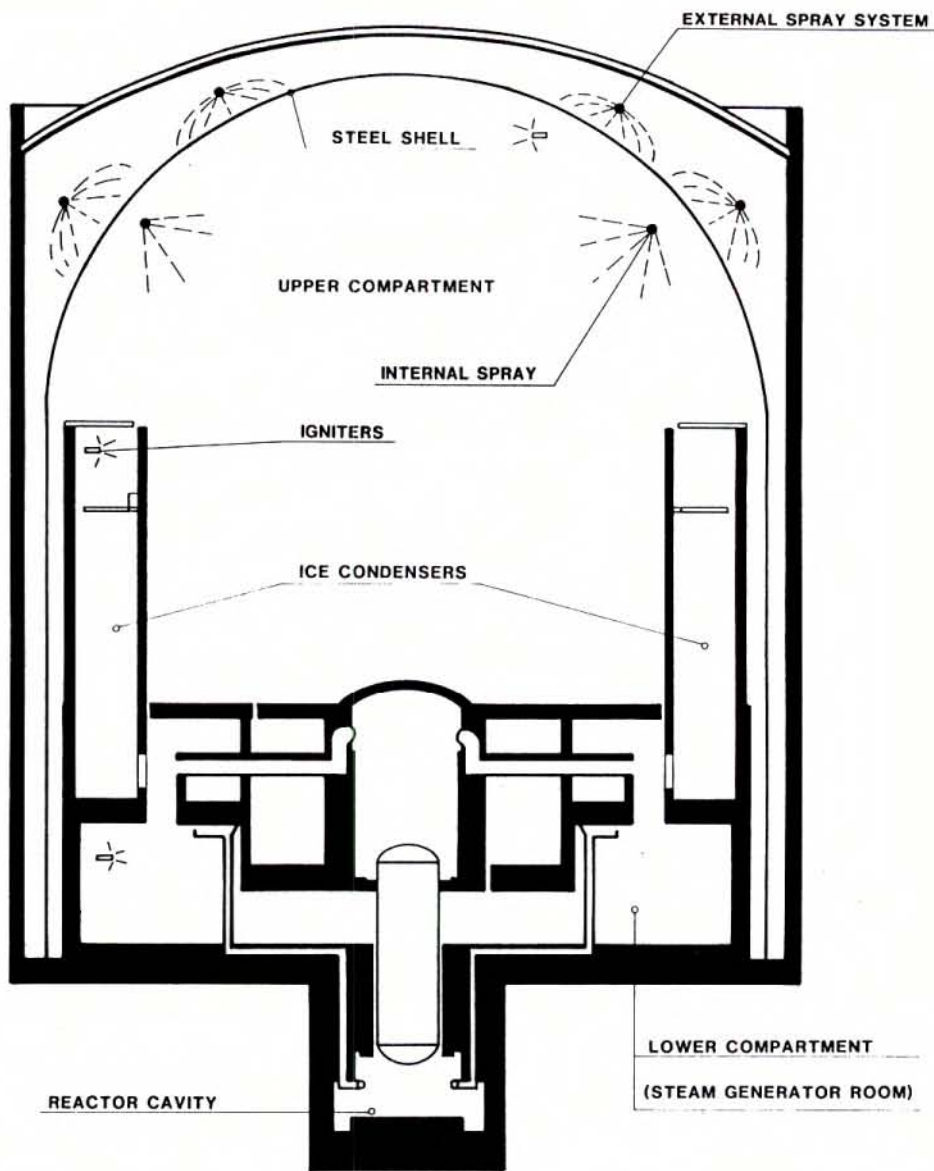 EXTERNAL SPRAY SYSTEM
STEEL SHELL
UPPER COMPARTMENT
INTERNAL SPRAY
IGNITERS
ICE CONDENSERS
LOWER COMPARTMENT
(STEAM GENERATOR ROOM)
REACTOR CAVITY